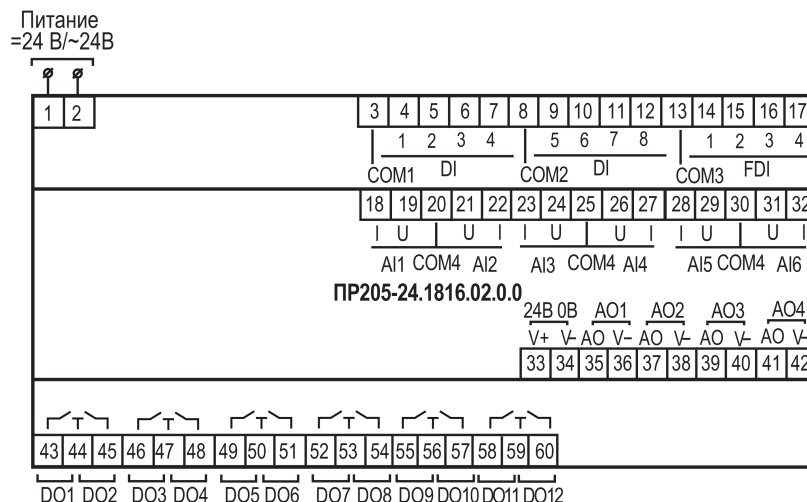 Питание
=24 В/~24В
1 2 3 4 5 6 7 8 9 10 11 12 13 14 15 16 17
1 2 3 4 5 6 7 8 1 2 3 4
COM1 DI COM2 DI COM3 FDI
18 19 20 21 22 23 24 25 26 27 28 29 30 31 32
I U U I I U U I I U U I
AI1 COM4 AI2 AI3 COM4 AI4 AI5 COM4 AI6
ПР205-24.1816.02.0.0
24В 0В АО1 АО2 АО3 АО4
V+ V– AO V– AO V– AO V– AO V–
33 34 35 36 37 38 39 40 41 42
43 44 45 46 47 48 49 50 51 52 53 54 55 56 57 58 59 60
DO1 DO2 DO3 DO4 DO5 DO6 DO7 DO8 DO9 DO10 DO11 DO12